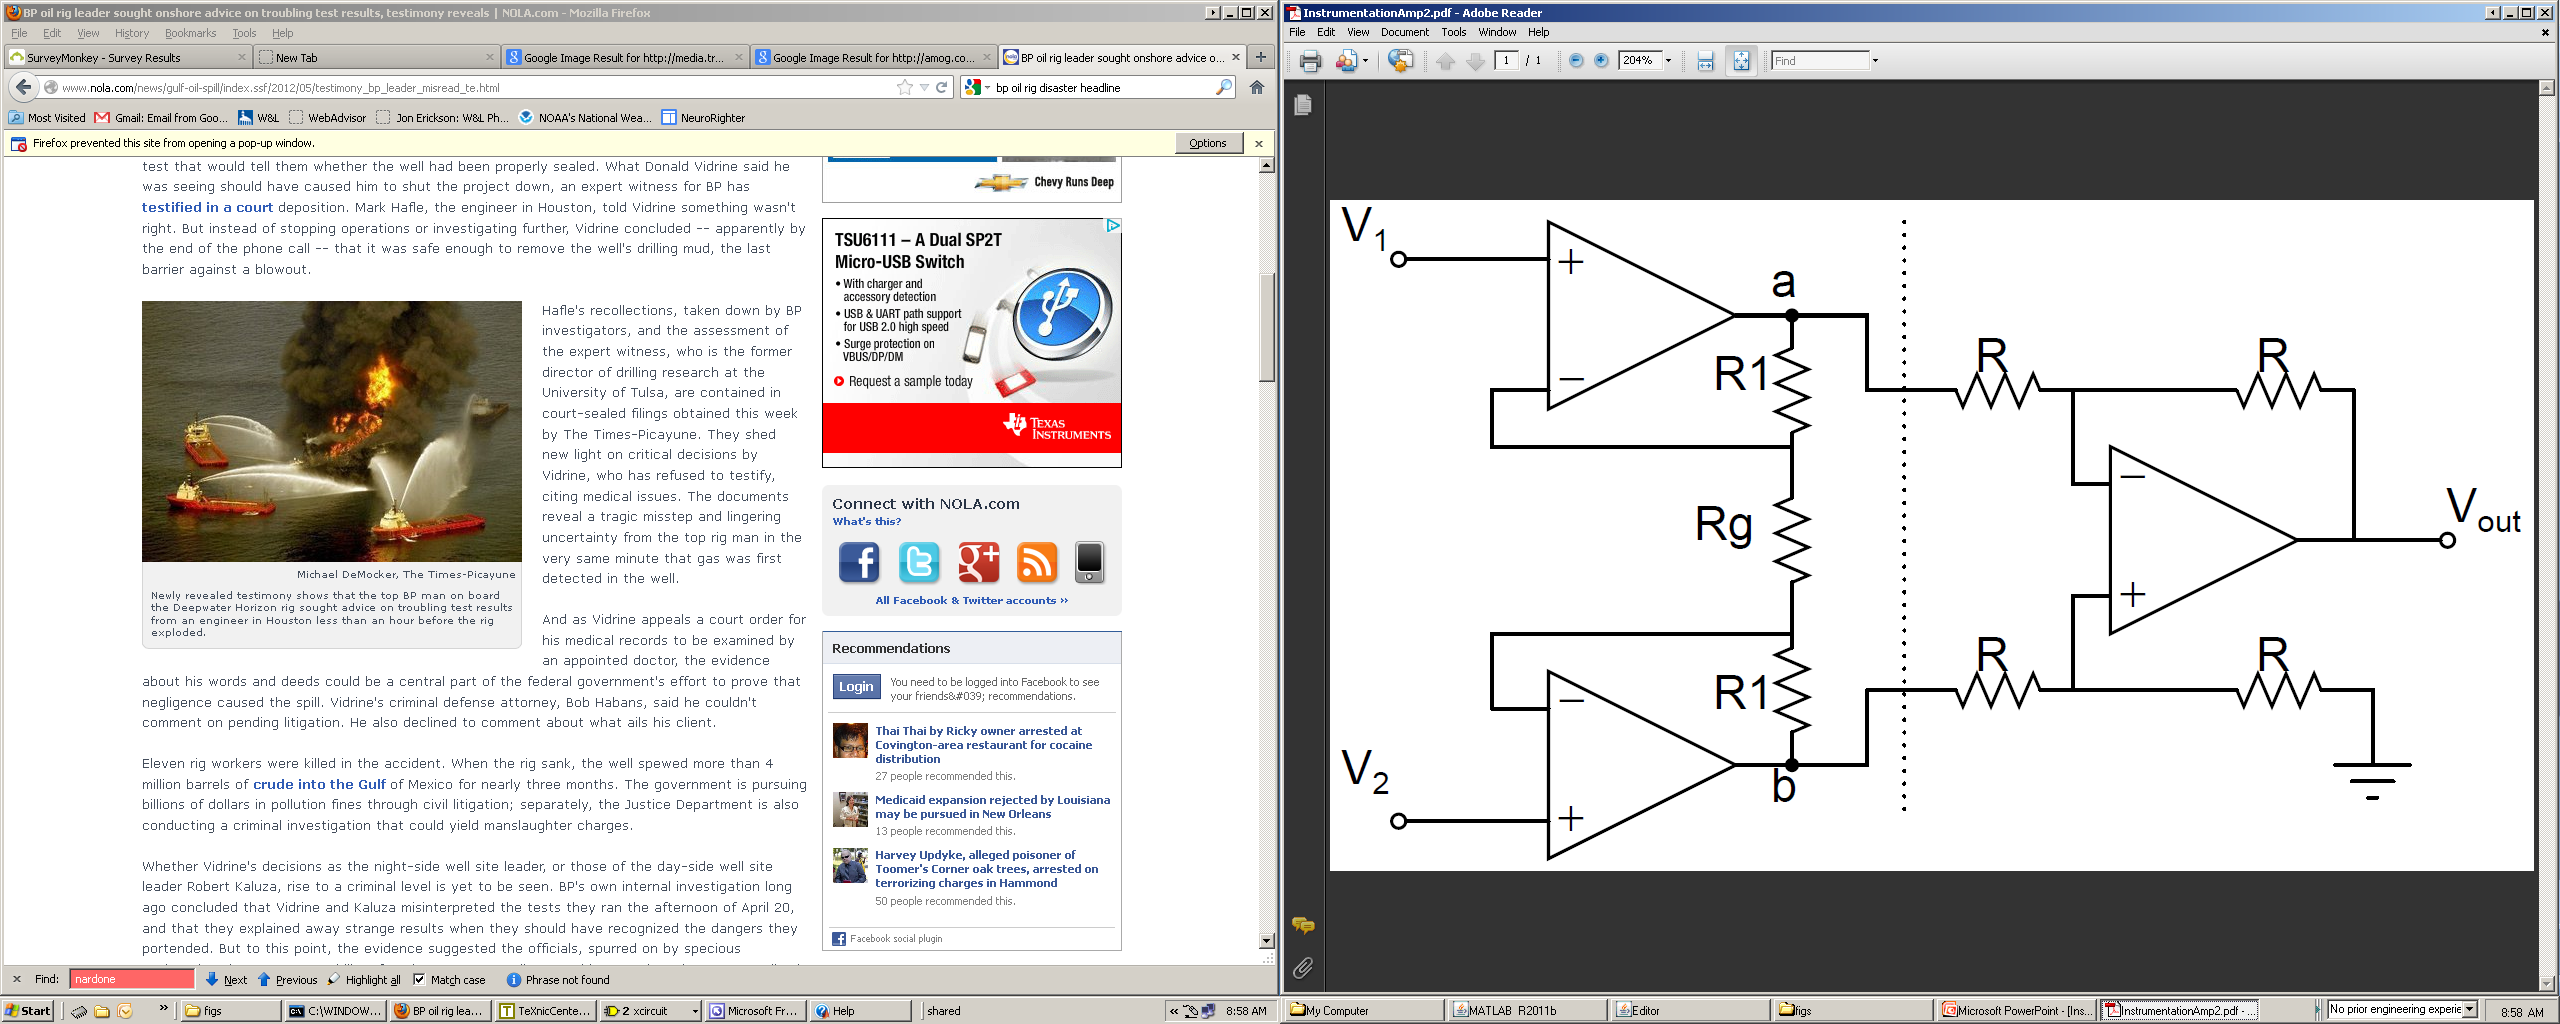 BP oil rig leader sought onshore advice on troubling test results, testimony reveals | NOLA.com - Mozilla Firefox
File Edit View History Bookmarks Tools Help
SurveyMonkey - Survey Results
New Tab
Google Image Result for http://media.tr...
Google Image Result for http://amog.co...
BP oil rig leader sought onshore advice o...
www.nola.com/news/gulf-oil-spill/index.ssf/2012/05/testimony_bp_leader_misread_te.html
bp oil rig disaster headline
Most Visited Gmail: Email from Goo... W&L WebAdvisor Jon Erickson: W&L Ph... NOAA's National Wea... NeuroRighter
Firefox prevented this site from opening a pop-up window.
Options
test that would tell them whether the well had been properly sealed. What Donald Vidrine said he
was seeing should have caused him to shut the project down, an expert witness for BP has
testified in a court deposition. Mark Hafle, the engineer in Houston, told Vidrine something wasn't
right. But instead of stopping operations or investigating further, Vidrine concluded -- apparently by
the end of the phone call -- that it was safe enough to remove the well's drilling mud, the last
barrier against a blowout.
Michael DeMocker, The Times-Picayune
Newly revealed testimony shows that the top BP man on board
the Deepwater Horizon rig sought advice on troubling test results
from an engineer in Houston less than an hour before the rig
exploded.
Hafle's recollections, taken down by BP
investigators, and the assessment of
the expert witness, who is the former
director of drilling research at the
University of Tulsa, are contained in
court-sealed filings obtained this week
by The Times-Picayune. They shed
new light on critical decisions by
Vidrine, who has refused to testify,
citing medical issues. The documents
reveal a tragic misstep and lingering
uncertainty from the top rig man in the
very same minute that gas was first
detected in the well.
And as Vidrine appeals a court order for
his medical records to be examined by
an appointed doctor, the evidence
about his words and deeds could be a central part of the federal government's effort to prove that
negligence caused the spill. Vidrine's criminal defense attorney, Bob Habans, said he couldn't
comment on pending litigation. He also declined to comment about what ails his client.
Eleven rig workers were killed in the accident. When the rig sank, the well spewed more than 4
million barrels of crude into the Gulf of Mexico for nearly three months. The government is pursuing
billions of dollars in pollution fines through civil litigation; separately, the Justice Department is also
conducting a criminal investigation that could yield manslaughter charges.
Whether Vidrine's decisions as the night-side well site leader, or those of the day-side well site
leader Robert Kaluza, rise to a criminal level is yet to be seen. BP's own internal investigation long
ago concluded that Vidrine and Kaluza misinterpreted the tests they ran the afternoon of April 20,
and that they explained away strange results when they should have recognized the dangers they
portended. But to this point, the evidence suggested the officials, spurred on by specious
Chevy Runs Deep
TSU6111 – A Dual SP2T
Micro-USB Switch
• With charger and
accessory detection
• USB & UART path support
for USB 2.0 high speed
• Surge protection on
VBUS/DP/DM
Request a sample today
TEXAS
INSTRUMENTS
Connect with NOLA.com
What's this?
All Facebook & Twitter accounts ››
Recommendations
Login
You need to be logged into Facebook to see
your friends&#039; recommendations.
Thai Thai by Ricky owner arrested at
Covington-area restaurant for cocaine
distribution
27 people recommended this.
Medicaid expansion rejected by Louisiana
may be pursued in New Orleans
13 people recommended this.
Harvey Updyke, alleged poisoner of
Toomer's Corner oak trees, arrested on
terrorizing charges in Hammond
50 people recommended this.
Facebook social plugin
Find: nardone Next Previous Highlight all Match case Phrase not found
Start figs C:\WINDOW... BP oil rig lea... TeXnicCente... 2 xcircuit Microsoft Fr... Help shared 8:58 AM
InstrumentationAmp2.pdf - Adobe Reader
File Edit View Document Tools Window Help
1 / 1 204% Find
V1
+
−
a
R1
Rg
R1
b
−
+
V2
R
R
−
+
Vout
R
R
My Computer MATLAB R2011b Editor figs Microsoft PowerPoint - [Ins... InstrumentationAmp2.pdf - ... No prior engineering experie 8:58 AM